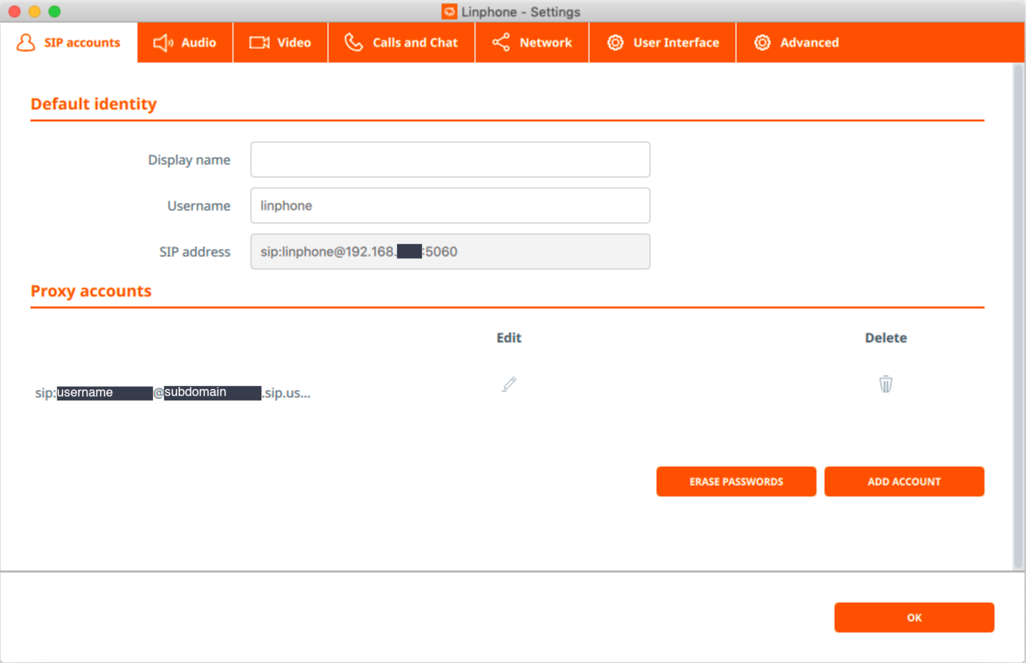 Linphone - Settings
SIP accounts Audio Video Calls and Chat Network User Interface Advanced
Default identity
Display name
Username linphone
SIP address sip:linphone@192.168. :5060
Proxy accounts
Edit Delete
sip:username @subdomain .sip.us...
ERASE PASSWORDS ADD ACCOUNT
OK